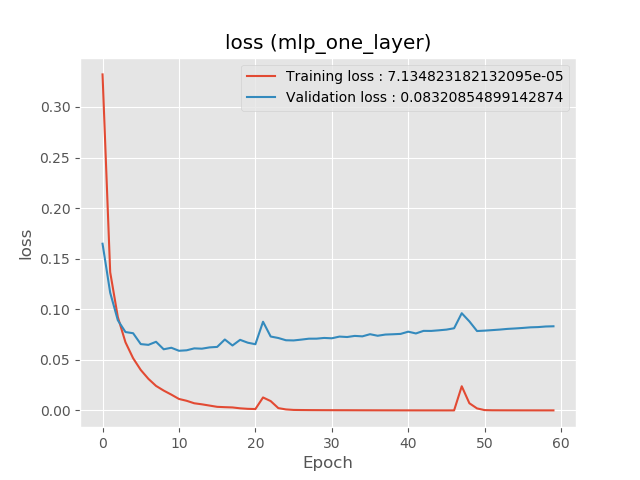 loss (mlp_one_layer)
Training loss : 7.134823182132095e-05
Validation loss : 0.08320854899142874
0.30
0.25
0.20
0.15
0.10
0.05
0.00
loss
0 10 20 30 40 50 60
Epoch